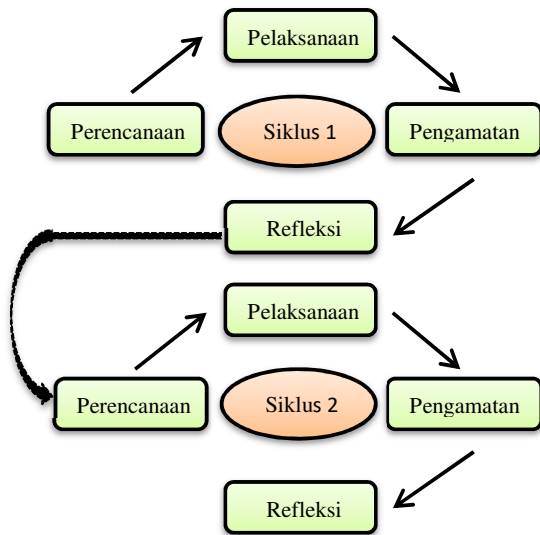 Pelaksanaan
Perencanaan
Siklus 1
Pengamatan
Refleksi
Pelaksanaan
Perencanaan
Siklus 2
Pengamatan
Refleksi